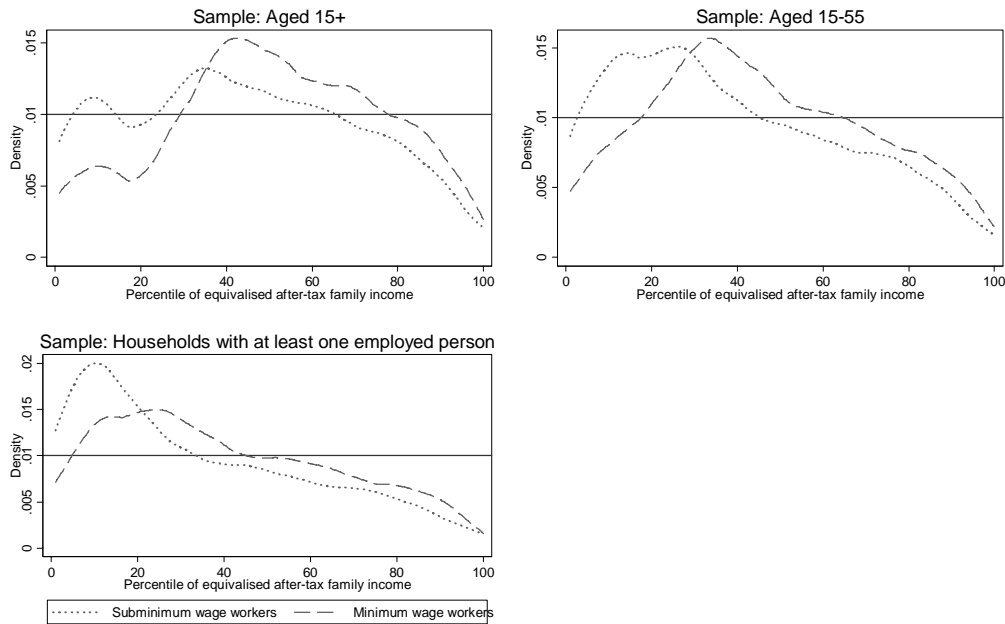 Sample: Aged 15+
Density
0 .005 .01 .015
0 20 40 60 80 100
Percentile of equivalised after-tax family income
Sample: Aged 15-55
Density
0 .005 .01 .015
0 20 40 60 80 100
Percentile of equivalised after-tax family income
Sample: Households with at least one employed person
Density
0 .005 .01 .015 .02
0 20 40 60 80 100
Percentile of equivalised after-tax family income
Subminimum wage workers Minimum wage workers